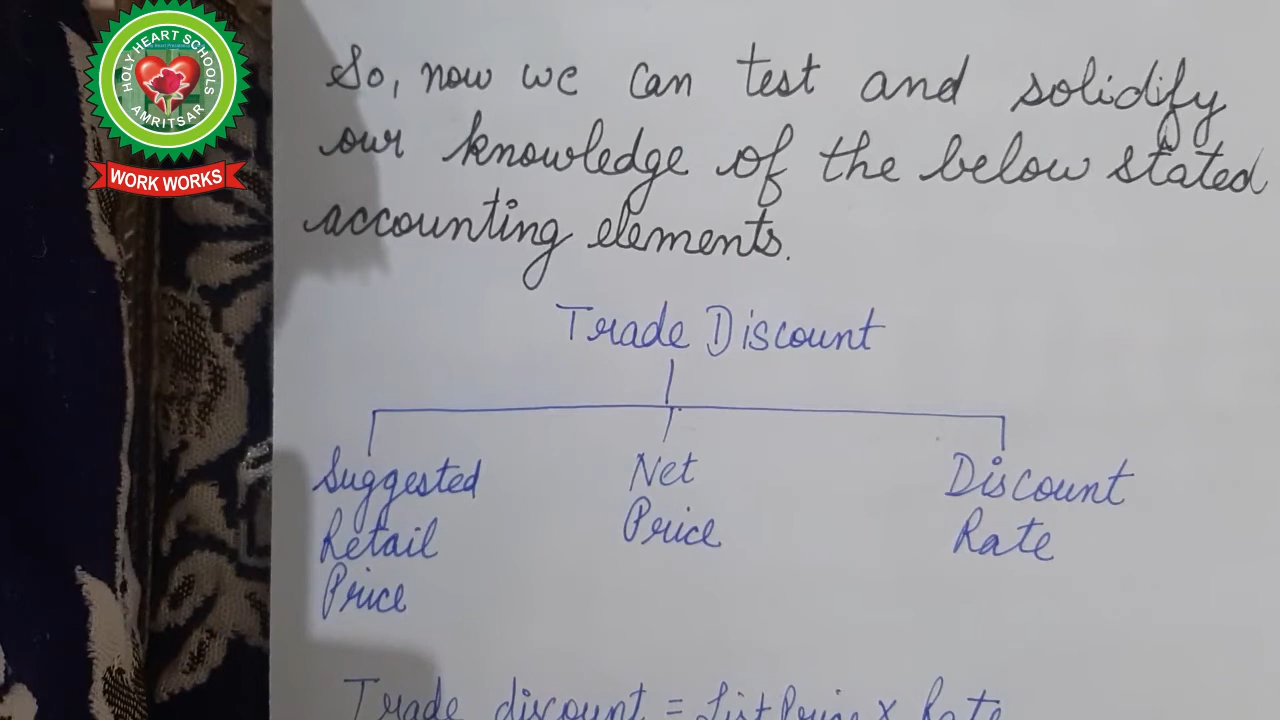 HOLY HEART SCHOOLS
AMRITSAR
WORK WORKS
So, now we can test and solidify
our knowledge of the below stated
accounting elements.
Trade Discount
Suggested Retail Price
Net Price
Discount Rate
Trade discount = List Price x Rate